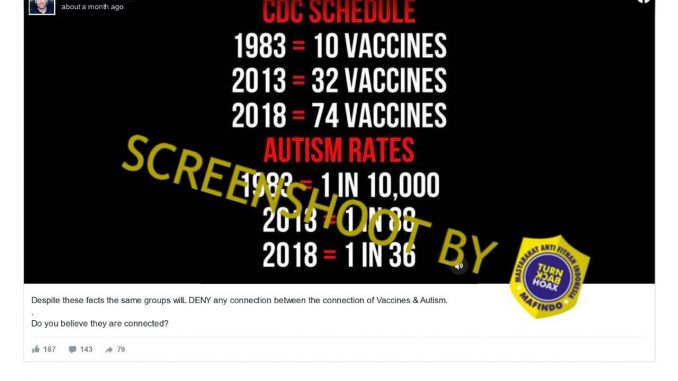 about a month ago
CDC SCHEDULE
1983 = 10 VACCINES
2013 = 32 VACCINES
2018 = 74 VACCINES
AUTISM RATES
1983 = 1 IN 10,000
2013 = 1 IN 88
2018 = 1 IN 36
SCREENSHOOT BY
MASYARAKAT ANTI FITNAH INDONESIA
TURN
BACK
HOAX
MAFINDO
Despite these facts the same groups wilL DENY any connection between the connection of Vaccines & Autism.
.
Do you believe they are connected?
187 143 79